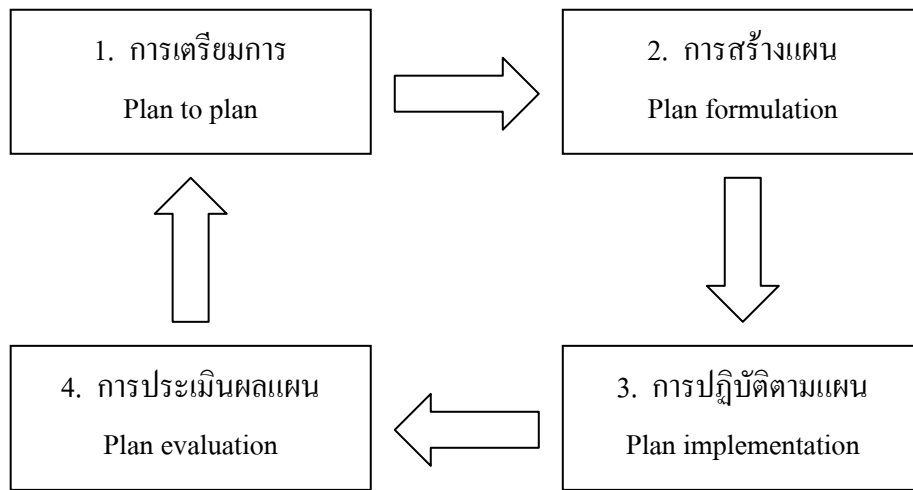 1. การเตรียมการ
Plan to plan
2. การสร้างแผน
Plan formulation
4. การประเมินผลแผน
Plan evaluation
3. การปฏิบัติตามแผน
Plan implementation